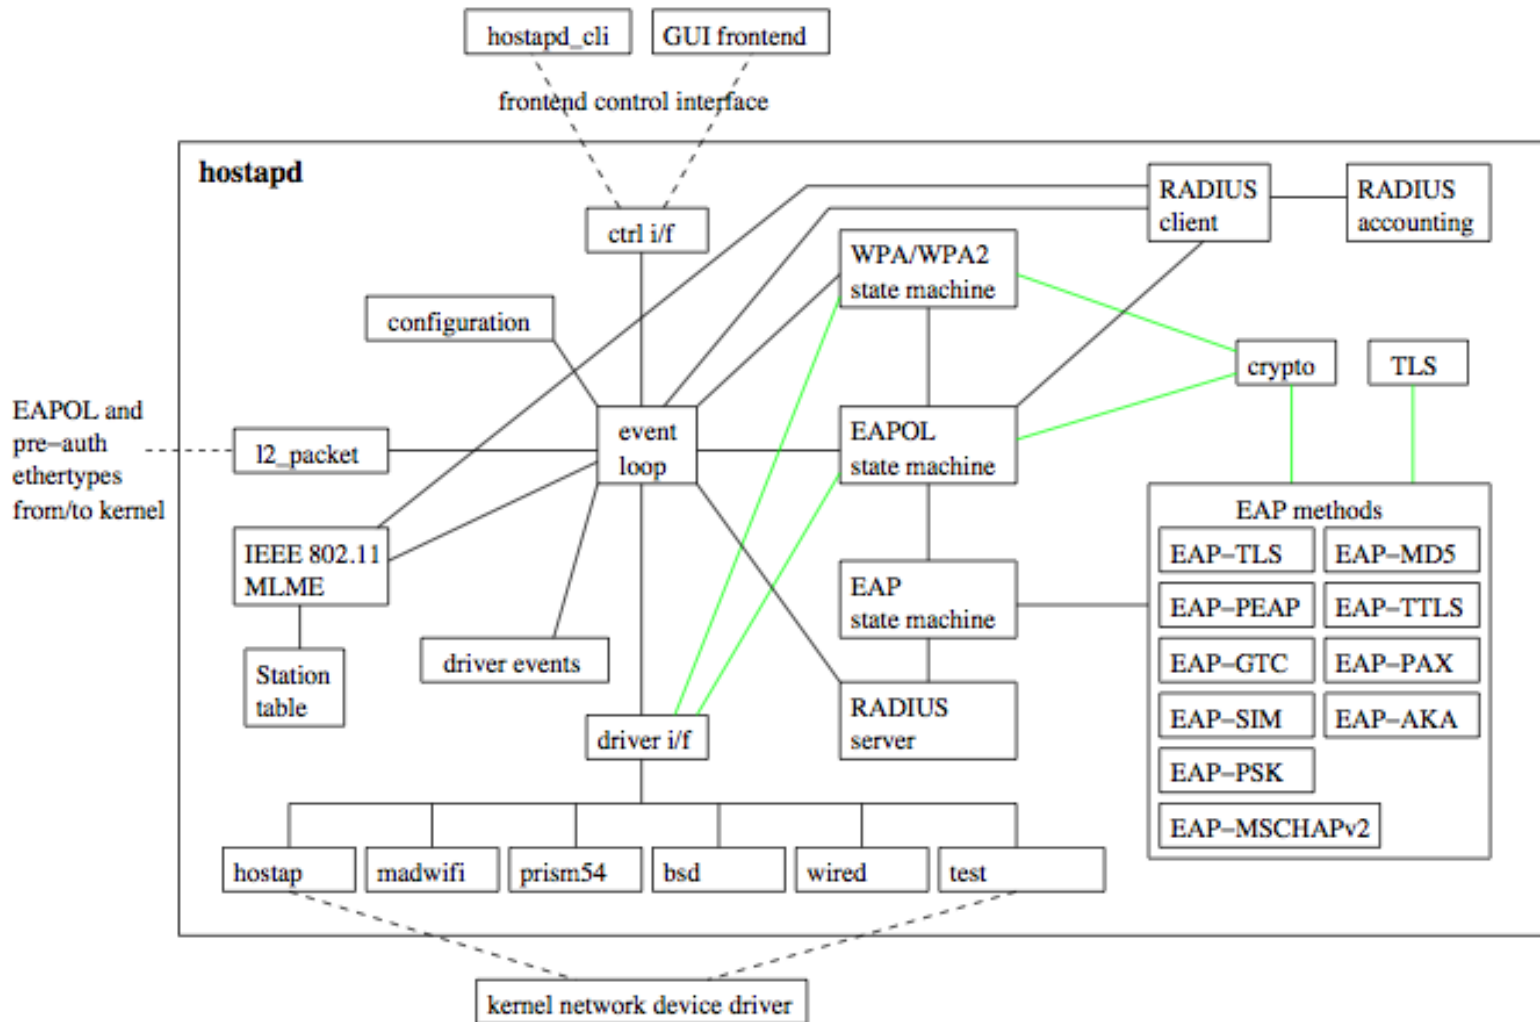 hostapd_cli
GUI frontend
frontend control interface
hostapd
RADIUS
client
RADIUS
accounting
ctrl i/f
WPA/WPA2
state machine
configuration
crypto
TLS
EAPOL and
pre–auth
ethertypes
from/to kernel
l2_packet
event
loop
EAPOL
state machine
EAP methods
EAP–TLS
EAP–MD5
EAP–PEAP
EAP–TTLS
EAP–GTC
EAP–PAX
EAP–SIM
EAP–AKA
EAP–PSK
EAP–MSCHAPv2
IEEE 802.11
MLME
EAP
state machine
Station
table
driver events
RADIUS
server
driver i/f
hostap
madwifi
prism54
bsd
wired
test
kernel network device driver